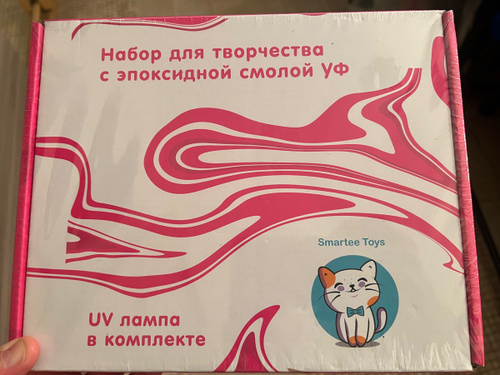 Набор для творчества
с эпоксидной смолой УФ
Smartee Toys
UV лампа
в комплекте